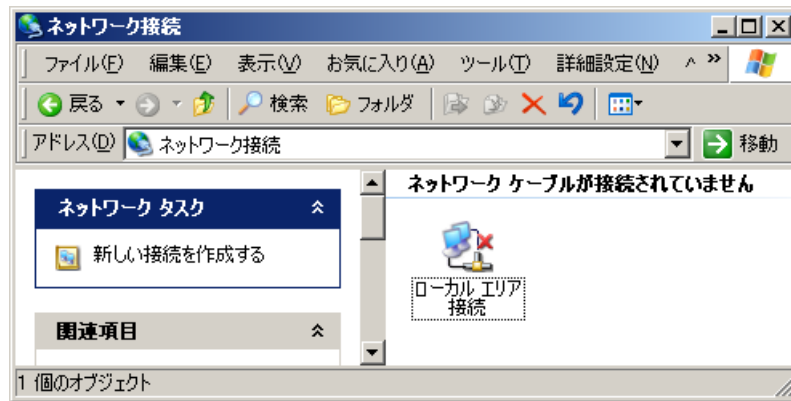 ネットワーク接続
ファイル(F) 編集(E) 表示(V) お気に入り(A) ツール(T) 詳細設定(N) »
戻る 検索 フォルダ
アドレス(D) ネットワーク接続 移動
ネットワーク タスク
新しい接続を作成する
関連項目
ネットワーク ケーブルが接続されていません
ローカル エリア
接続
1 個のオブジェクト